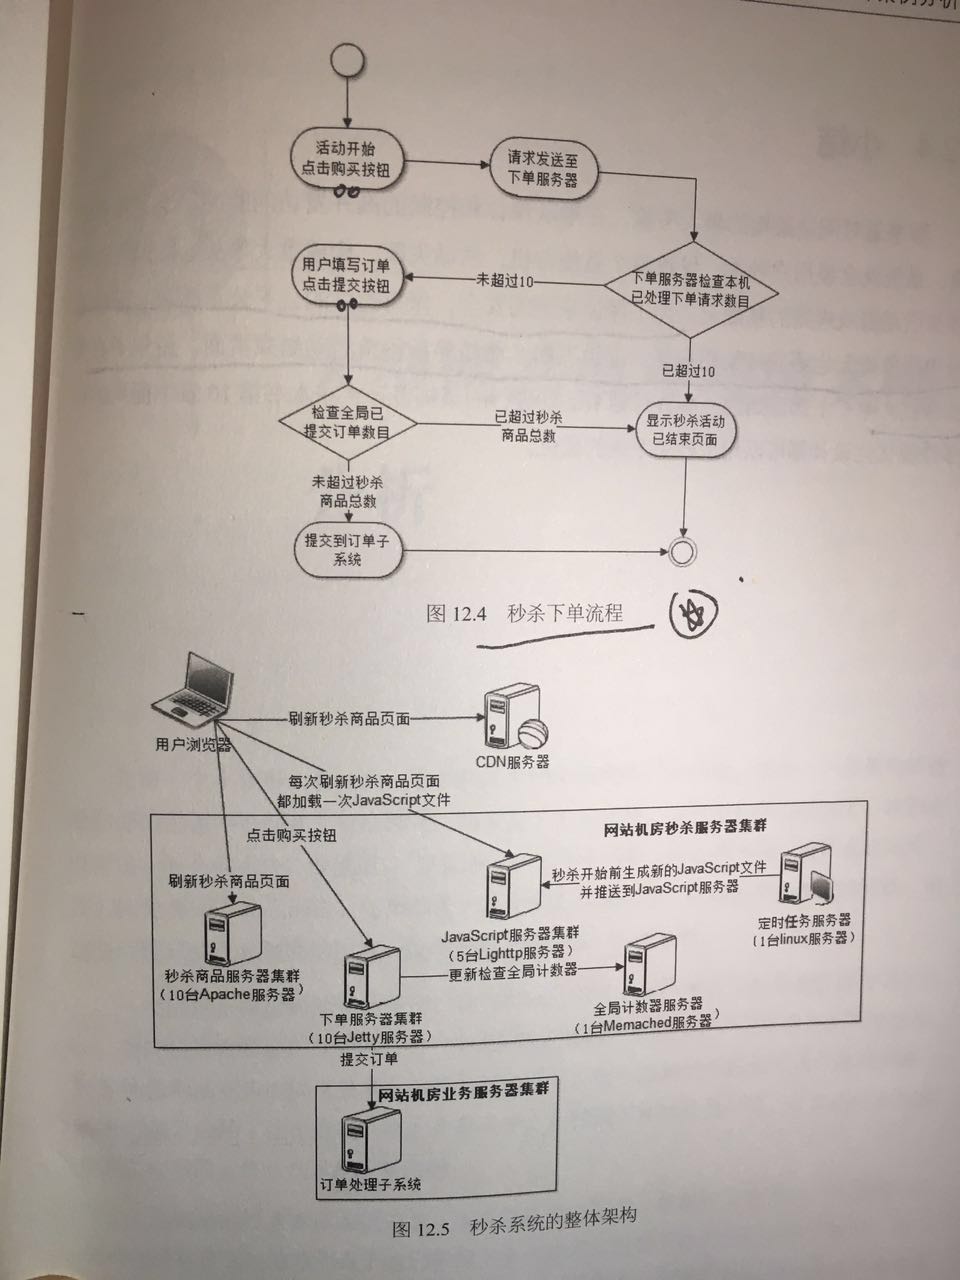 活动开始
点击购买按钮
请求发送至
下单服务器
用户填写订单
点击提交按钮
未超过10
下单服务器检查本机
已处理下单请求数目
已超过10
检查全局已
提交订单数目
已超过秒杀
商品总数
显示秒杀活动
已结束页面
未超过秒杀
商品总数
提交到订单子
系统
图 12.4 秒杀下单流程
用户浏览器
刷新秒杀商品页面
CDN服务器
每次刷新秒杀商品页面
都加载一次JavaScript文件
点击购买按钮
网站机房秒杀服务器集群
刷新秒杀商品页面
秒杀开始前生成新的JavaScript文件
并推送到JavaScript服务器
定时任务服务器
(1台linux服务器)
JavaScript服务器集群
(5台Lighttp服务器)
更新检查全局计数器
秒杀商品服务器集群
(10台Apache服务器)
全局计数器服务器
(1台Memached服务器)
下单服务器集群
(10台Jetty服务器)
提交订单
网站机房业务服务器集群
订单处理子系统
图 12.5 秒杀系统的整体架构